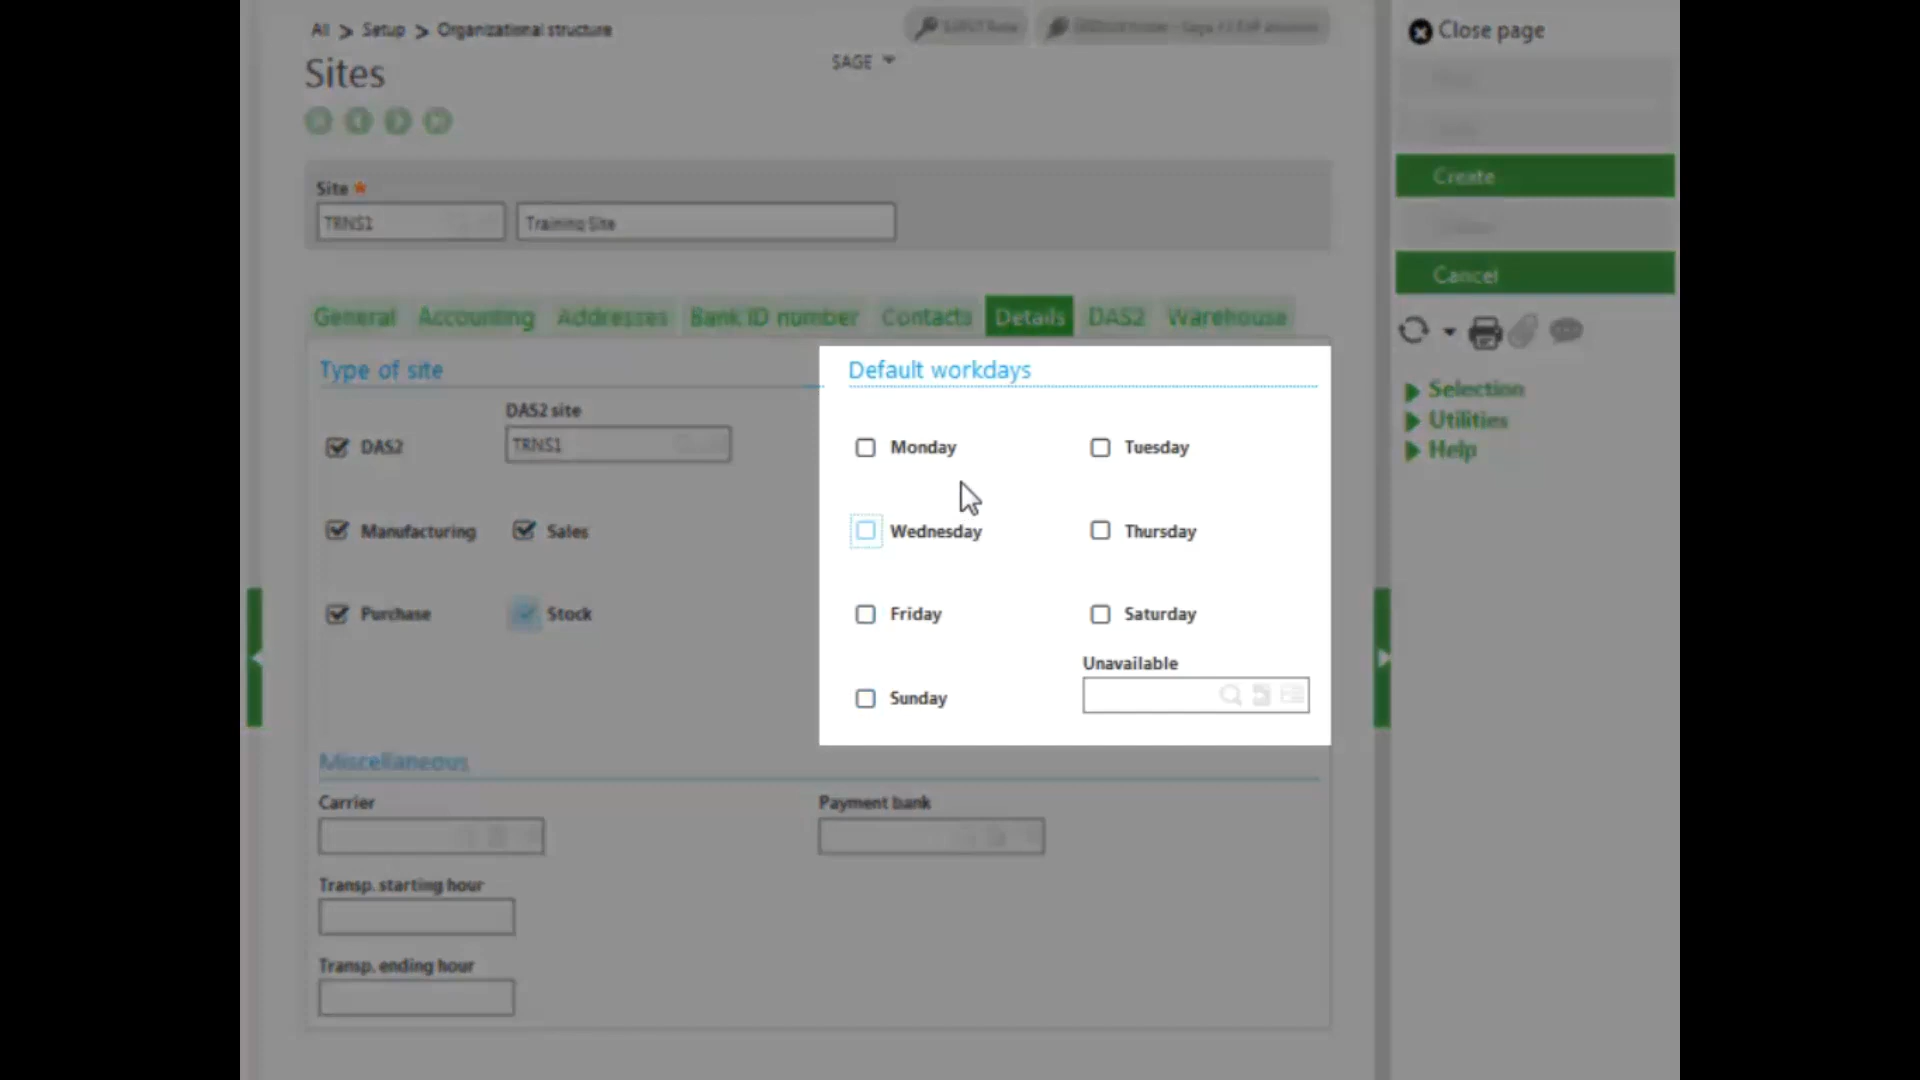 All > Setup > Organizational structure
Sites
SAGE
Close page
Create
Cancel
Selection
Utilities
Help
Site *
TRNS1 Training Site
General Accounting Addresses Bank ID number Contacts Details DAS2 Warehouse
Type of site
DAS2 site
DAS2 TRNS1
Manufacturing Sales
Purchase Stock
Default workdays
Monday Tuesday
Wednesday Thursday
Friday Saturday
Unavailable
Sunday
Miscellaneous
Carrier Payment bank
Transp. starting hour
Transp. ending hour